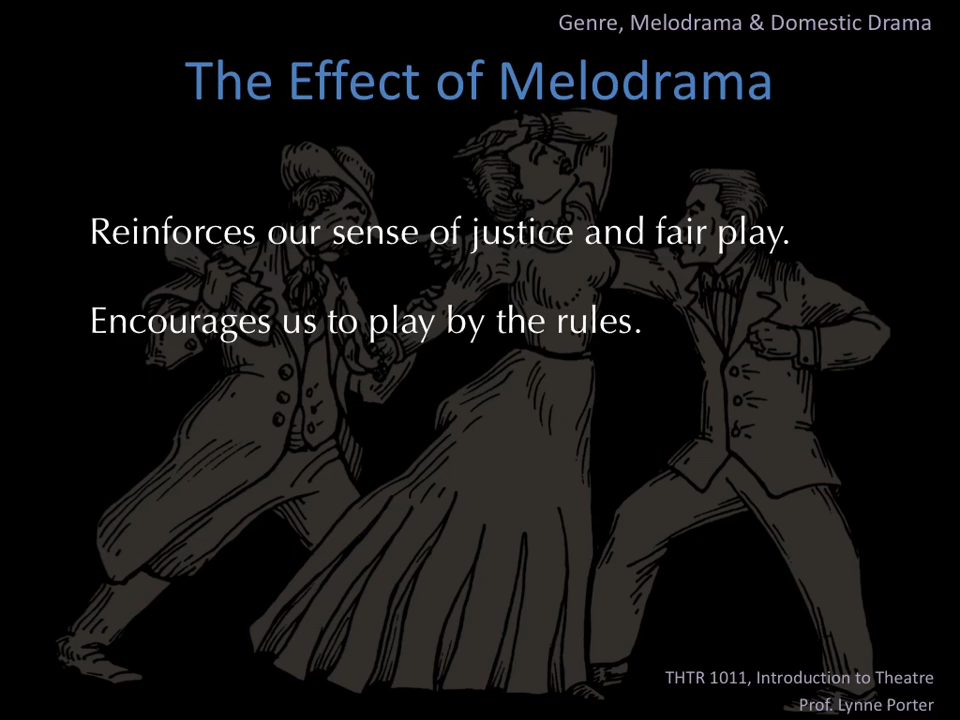 Genre, Melodrama & Domestic Drama
The Effect of Melodrama
Reinforces our sense of justice and fair play.
Encourages us to play by the rules.
THTR 1011, Introduction to Theatre
Prof. Lynne Porter